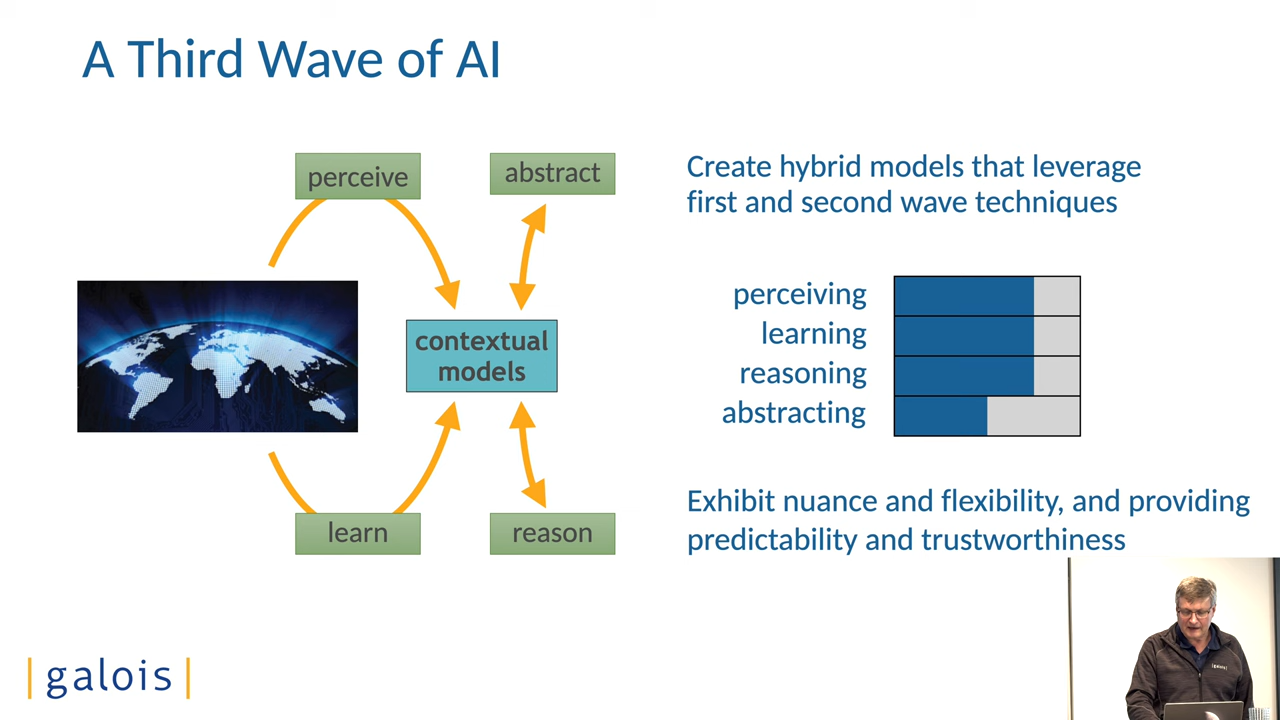 A Third Wave of AI
perceive
abstract
contextual
models
learn
reason
Create hybrid models that leverage
first and second wave techniques
perceiving
learning
reasoning
abstracting
Exhibit nuance and flexibility, and providing
predictability and trustworthiness
|galois|
|galois|